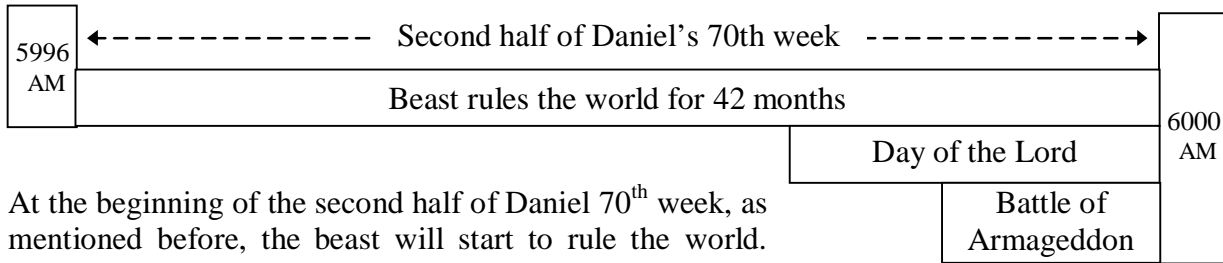 Second half of Daniel’s 70th week
5996
AM
Beast rules the world for 42 months
6000
AM
Day of the Lord
At the beginning of the second half of Daniel 70th week, as
mentioned before, the beast will start to rule the world.
Battle of
Armageddon